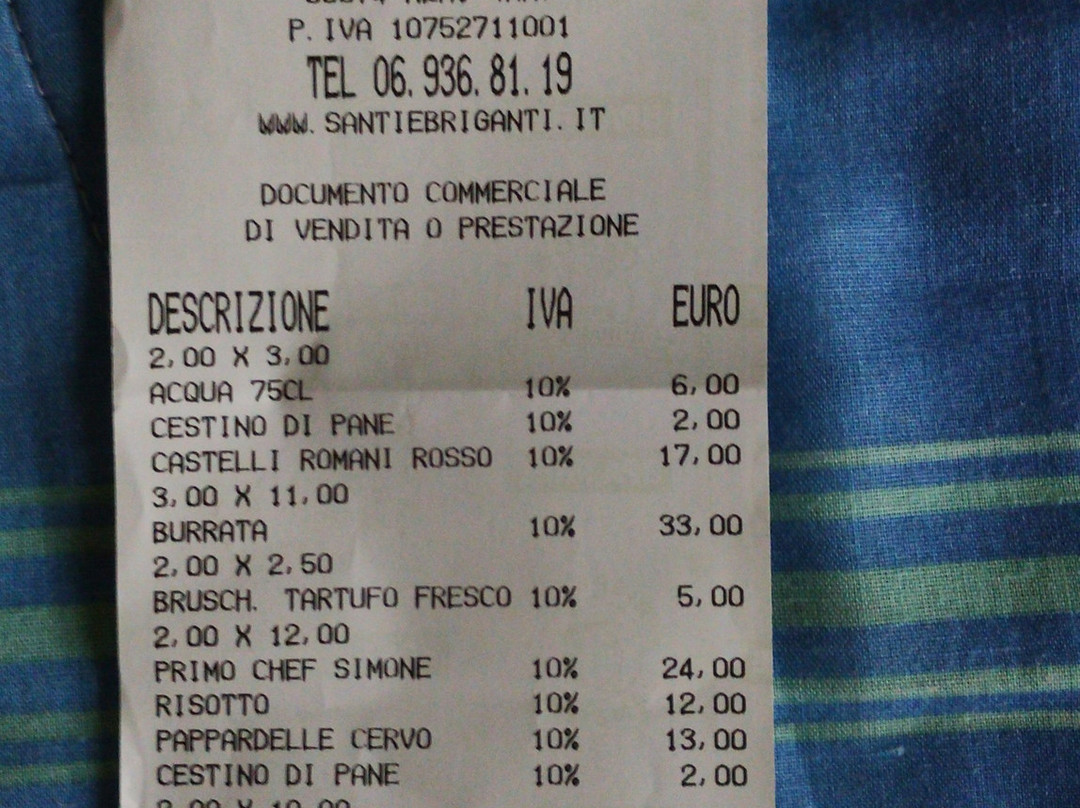 P. IVA 10752711001
TEL 06.936.81.19
WWW.SANTIEBRIGANTI.IT
DOCUMENTO COMMERCIALE
DI VENDITA O PRESTAZIONE
DESCRIZIONE IVA EURO
2,00 X 3,00
ACQUA 75CL 10% 6,00
CESTINO DI PANE 10% 2,00
CASTELLI ROMANI ROSSO 10% 17,00
3,00 X 11,00
BURRATA 10% 33,00
2,00 X 2,50
BRUSCH. TARTUFO FRESCO 10% 5,00
2,00 X 12,00
PRIMO CHEF SIMONE 10% 24,00
RISOTTO 10% 12,00
PAPPARDELLE CERVO 10% 13,00
CESTINO DI PANE 10% 2,00